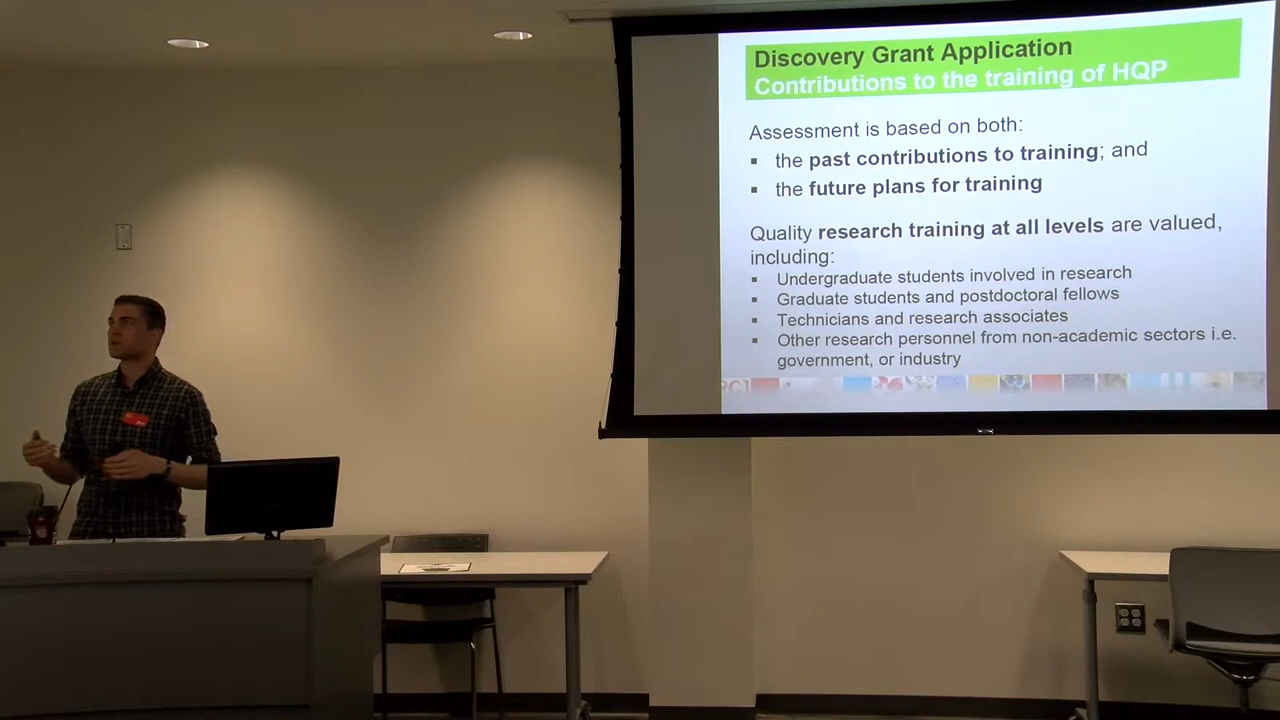 Discovery Grant Application
Contributions to the training of HQP
Assessment is based on both:
▪ the past contributions to training; and
▪ the future plans for training
Quality research training at all levels are valued,
including:
▪ Undergraduate students involved in research
▪ Graduate students and postdoctoral fellows
▪ Technicians and research associates
▪ Other research personnel from non-academic sectors i.e.
government, or industry